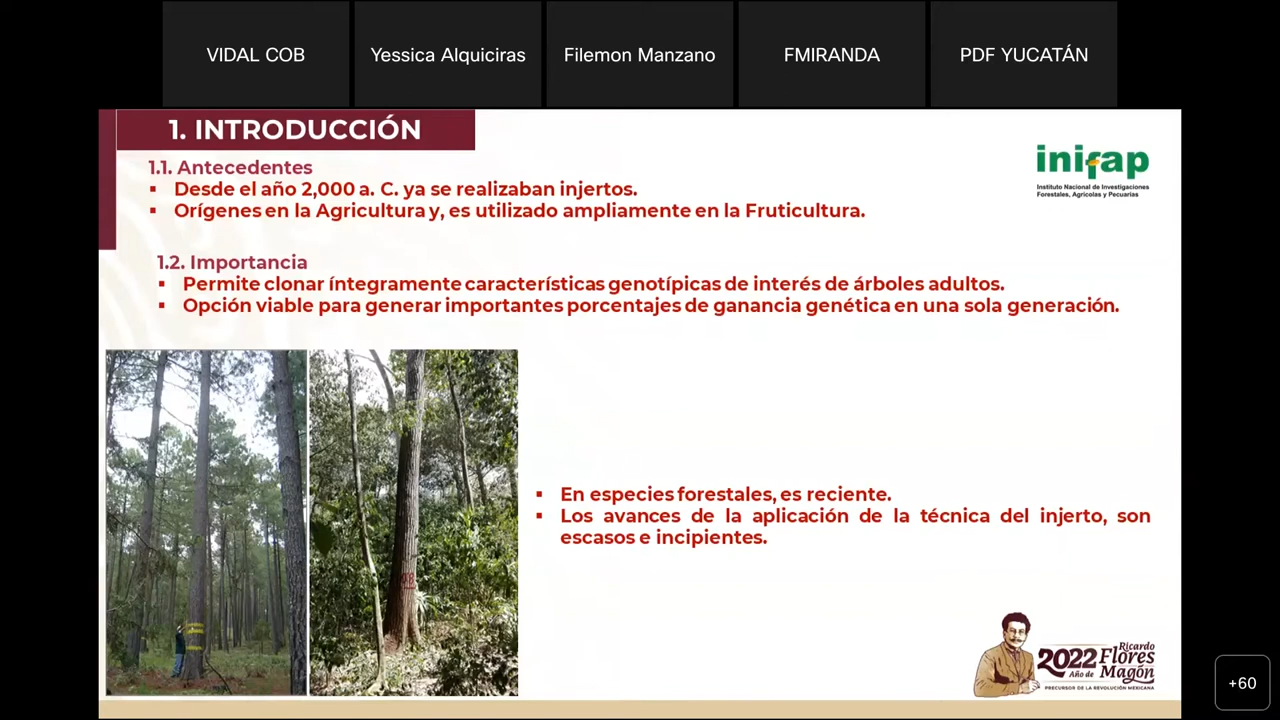 VIDAL COB
Yessica Alquiciras
Filemon Manzano
FMIRANDA
PDF YUCATÁN
1. INTRODUCCIÓN
inifap
Instituto Nacional de Investigaciones
Forestales, Agrícolas y Pecuarias
1.1. Antecedentes
▪ Desde el año 2,000 a. C. ya se realizaban injertos.
▪ Orígenes en la Agricultura y, es utilizado ampliamente en la Fruticultura.
1.2. Importancia
▪ Permite clonar íntegramente características genotípicas de interés de árboles adultos.
▪ Opción viable para generar importantes porcentajes de ganancia genética en una sola generación.
▪ En especies forestales, es reciente.
▪ Los avances de la aplicación de la técnica del injerto, son
escasos e incipientes.
2022 Ricardo
Flores
Año de Magón
PRECURSOR DE LA REVOLUCIÓN MEXICANA
+60